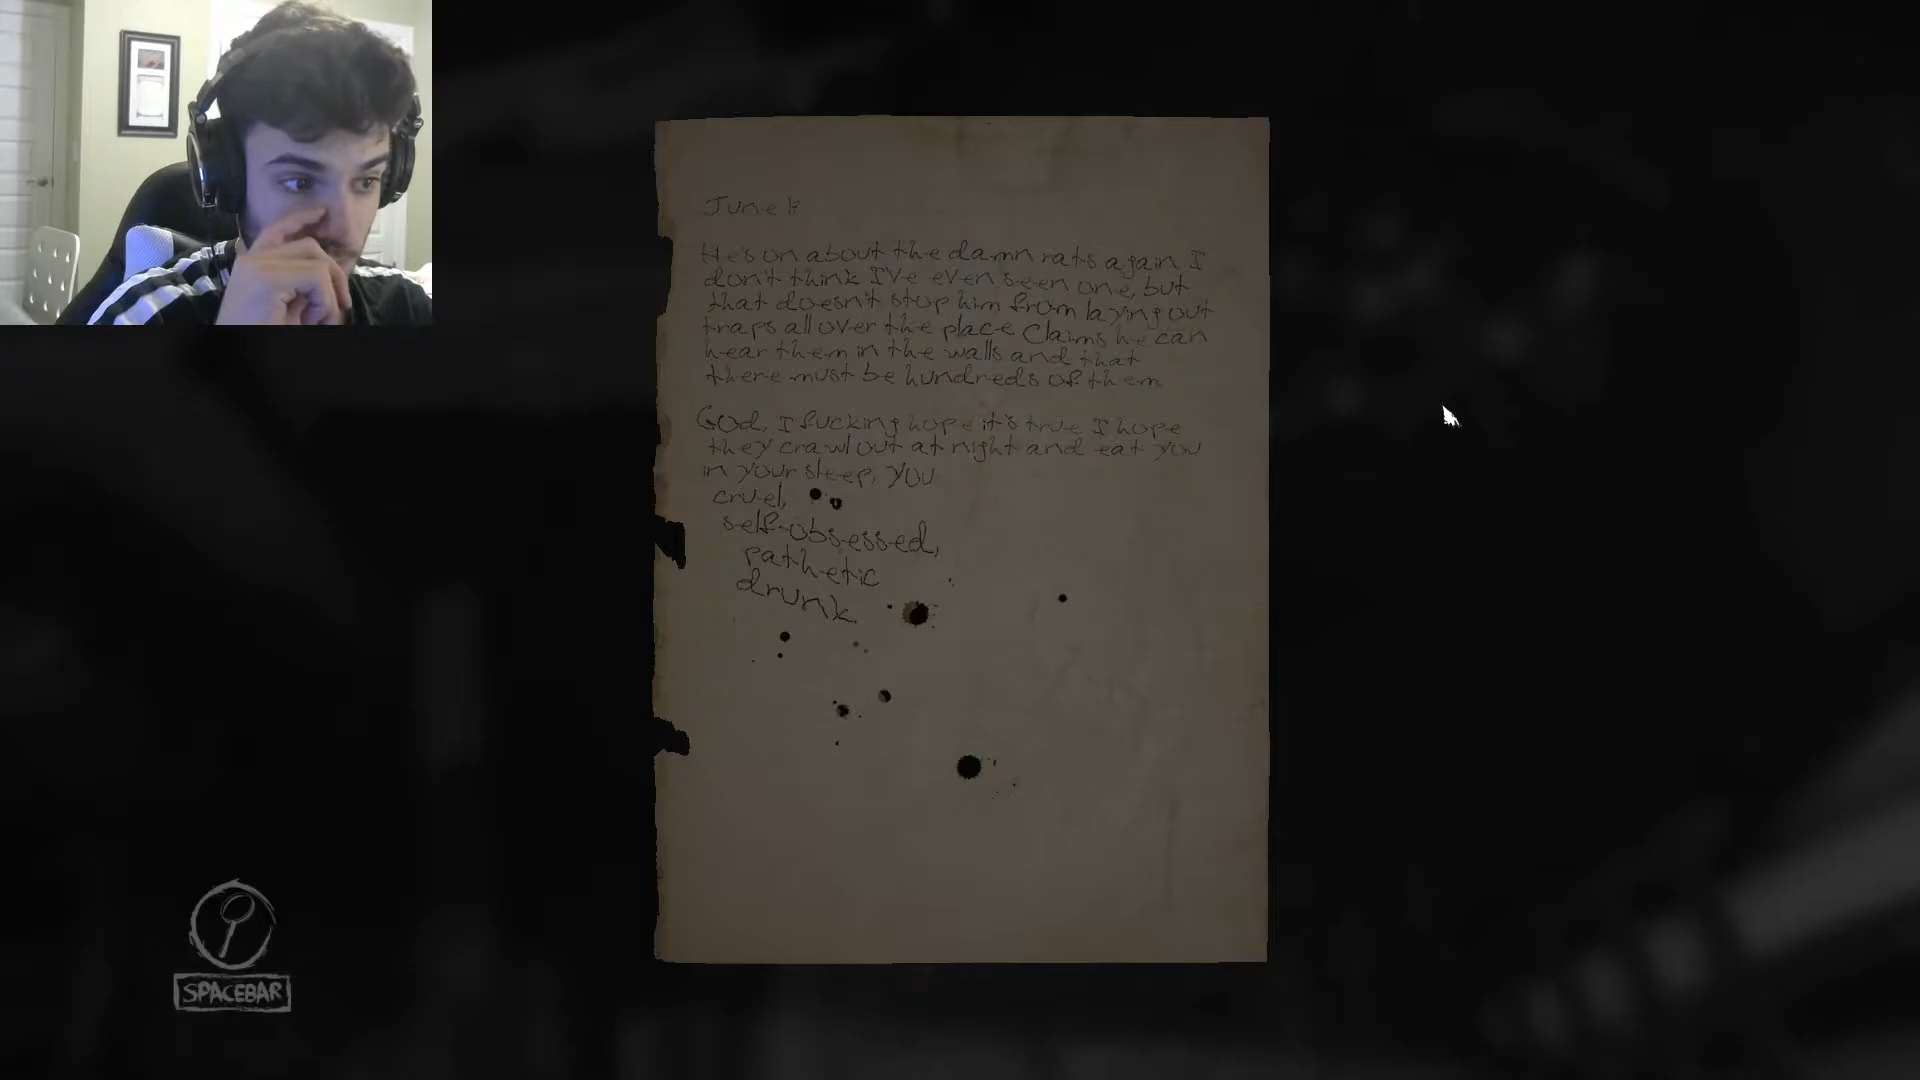 June
He's on about the damn rats again I
don't think I've even seen one, but
that doesn't stop him from laying out
traps all over the place Claims he can
hear them in the walls and that
there must be hundreds of them
God, I fucking hope it's true I hope
they crawl out at night and eat you
in your sleep, you
cruel,
self-obsessed,
pathetic
drunk.
SPACEBAR